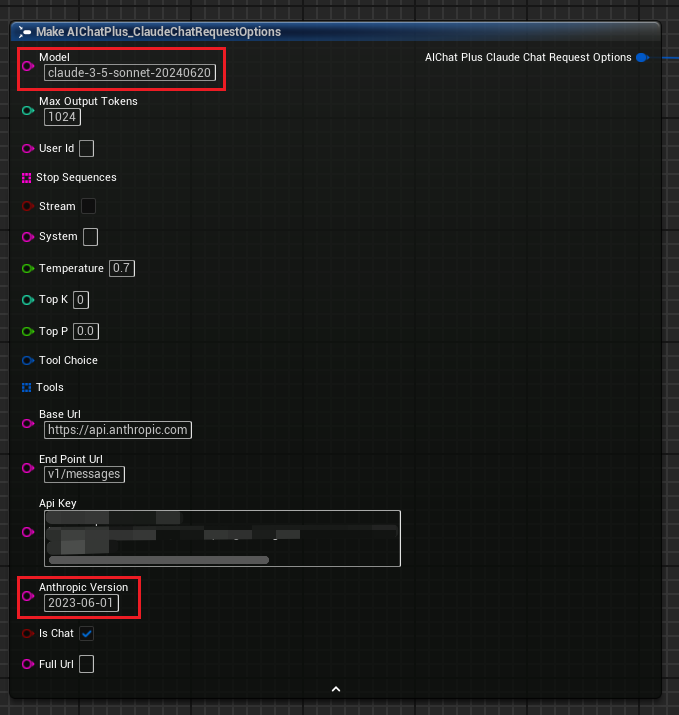 Make AIChatPlus_ClaudeChatRequestOptions
Model
claude-3-5-sonnet-20240620
AIChat Plus Claude Chat Request Options
Max Output Tokens
1024
User Id
Stop Sequences
Stream
System
Temperature 0.7
Top K 0
Top P 0.0
Tool Choice
Tools
Base Url
https://api.anthropic.com
End Point Url
v1/messages
Api Key
Anthropic Version
2023-06-01
Is Chat
Full Url